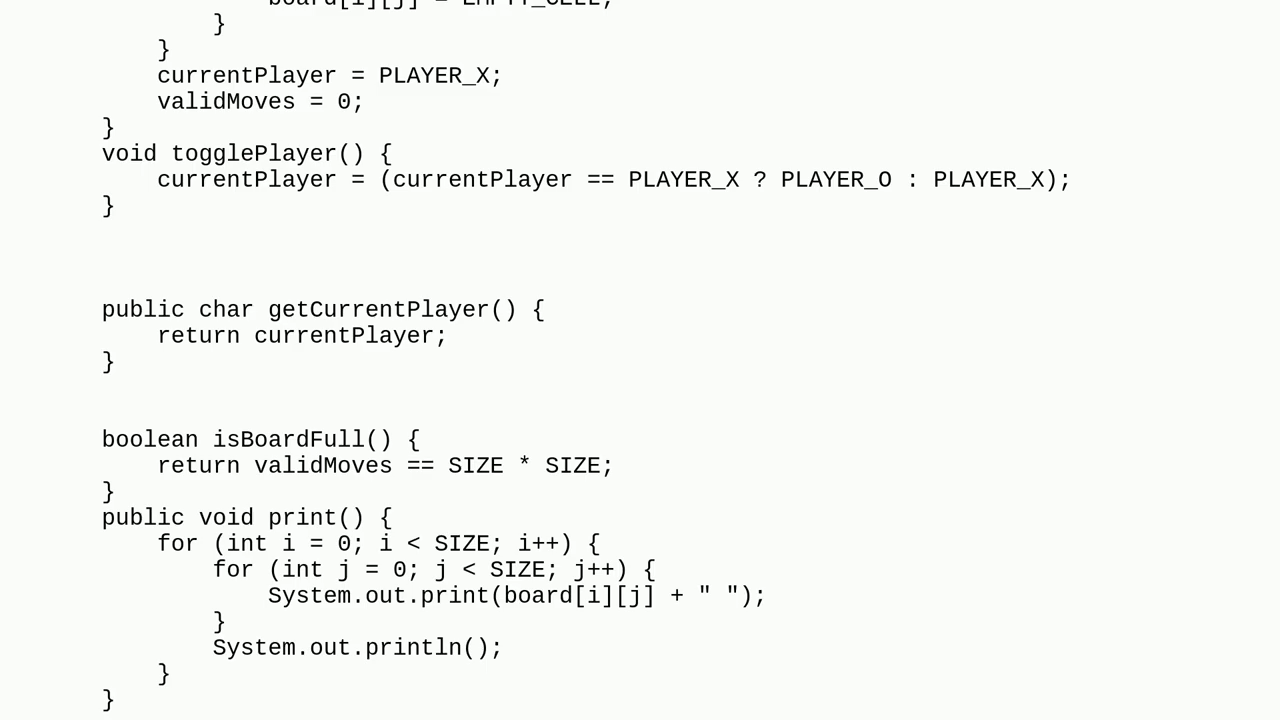 board[i][j] = EMPTY_CELL;
            }
        }
        currentPlayer = PLAYER_X;
        validMoves = 0;
    }
    void togglePlayer() {
        currentPlayer = (currentPlayer == PLAYER_X ? PLAYER_O : PLAYER_X);
    }
    public char getCurrentPlayer() {
        return currentPlayer;
    }
    boolean isBoardFull() {
        return validMoves == SIZE * SIZE;
    }
    public void print() {
        for (int i = 0; i < SIZE; i++) {
            for (int j = 0; j < SIZE; j++) {
                System.out.print(board[i][j] + " ");
            }
            System.out.println();
        }
    }